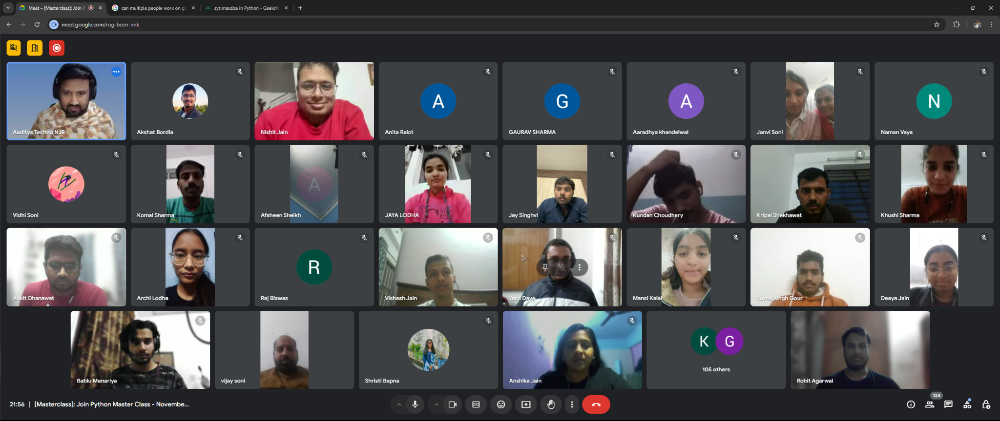 Meet – [Masterclass]: Join P
can multiple people work on go
sys.maxsize in Python - Geeksfo
meet.google.com/rog-bcen-nnk
Aaditya Techno NJR
Akshat Bordia
Nishit Jain
A
Anita Ralot
G
GAURAV SHARMA
A
Aaradhya khandelwal
Janvi Soni
N
Naman Vaya
Vidhi Soni
Komal Sharma
A
Afsheen Sheikh
JAYA LODHA
Jay Singhvi
Kundan Choudhary
Kripal Shekhawat
Khushi Sharma
Ankit Dhanawat
Archi Lodha
R
Raj Biswas
Vishesh Jain
Yash Dave
Mansi Kalal
Yuvraj singh Gour
Deeya Jain
Bablu Menariya
vijay soni
Shristi Bapna
Anshika Jain
K G
105 others
Rohit Agarwal
21:56 | [Masterclass]: Join Python Master Class - Novembe...
134